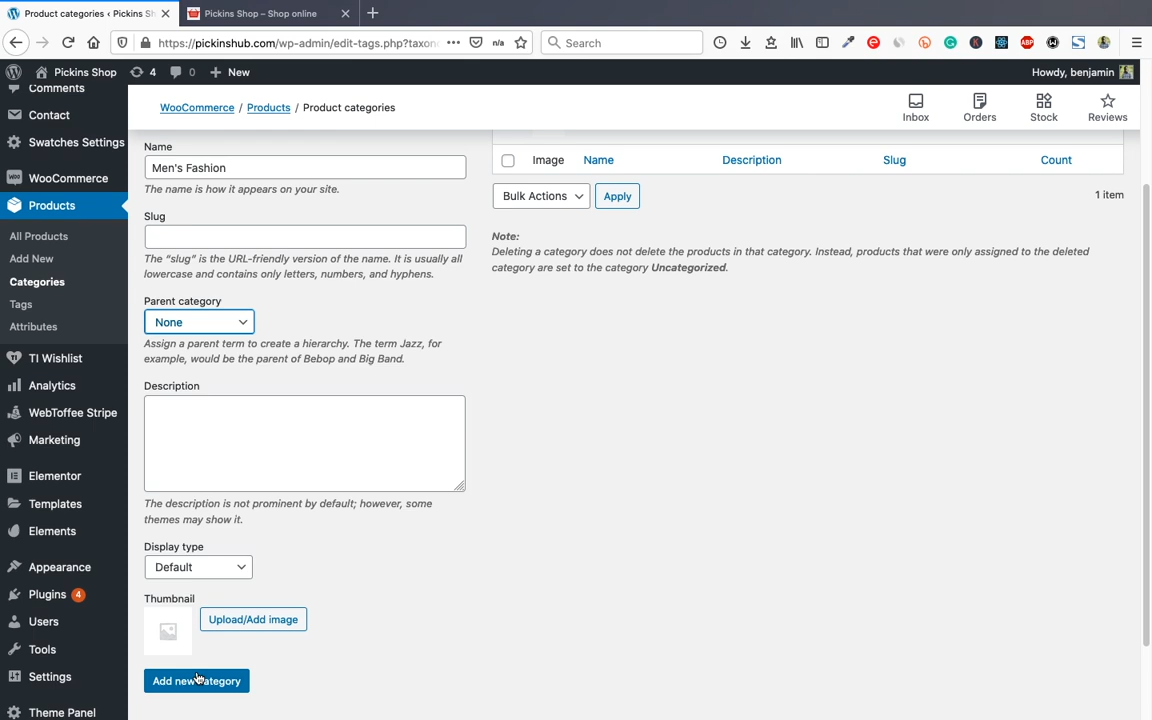 Product categories ‹ Pickins Sh
Pickins Shop – Shop online
https://pickinshub.com/wp-admin/edit-tags.php?taxon
Search
n/a
ABP
Pickins Shop
4
0
New
Howdy, benjamin
Comments
Contact
Swatches Settings
WooCommerce
Products
All Products
Add New
Categories
Tags
Attributes
TI Wishlist
Analytics
WebToffee Stripe
Marketing
Elementor
Templates
Elements
Appearance
Plugins 4
Users
Tools
Settings
Theme Panel
WooCommerce / Products / Product categories
Inbox
Orders
Stock
Reviews
Name
Men's Fashion
The name is how it appears on your site.
Slug
The “slug” is the URL-friendly version of the name. It is usually all
lowercase and contains only letters, numbers, and hyphens.
Parent category
None
Assign a parent term to create a hierarchy. The term Jazz, for
example, would be the parent of Bebop and Big Band.
Description
The description is not prominent by default; however, some
themes may show it.
Display type
Default
Thumbnail
Upload/Add image
Add new category
Image Name Description Slug Count
Bulk Actions
Apply
1 item
Note:
Deleting a category does not delete the products in that category. Instead, products that were only assigned to the deleted
category are set to the category Uncategorized.